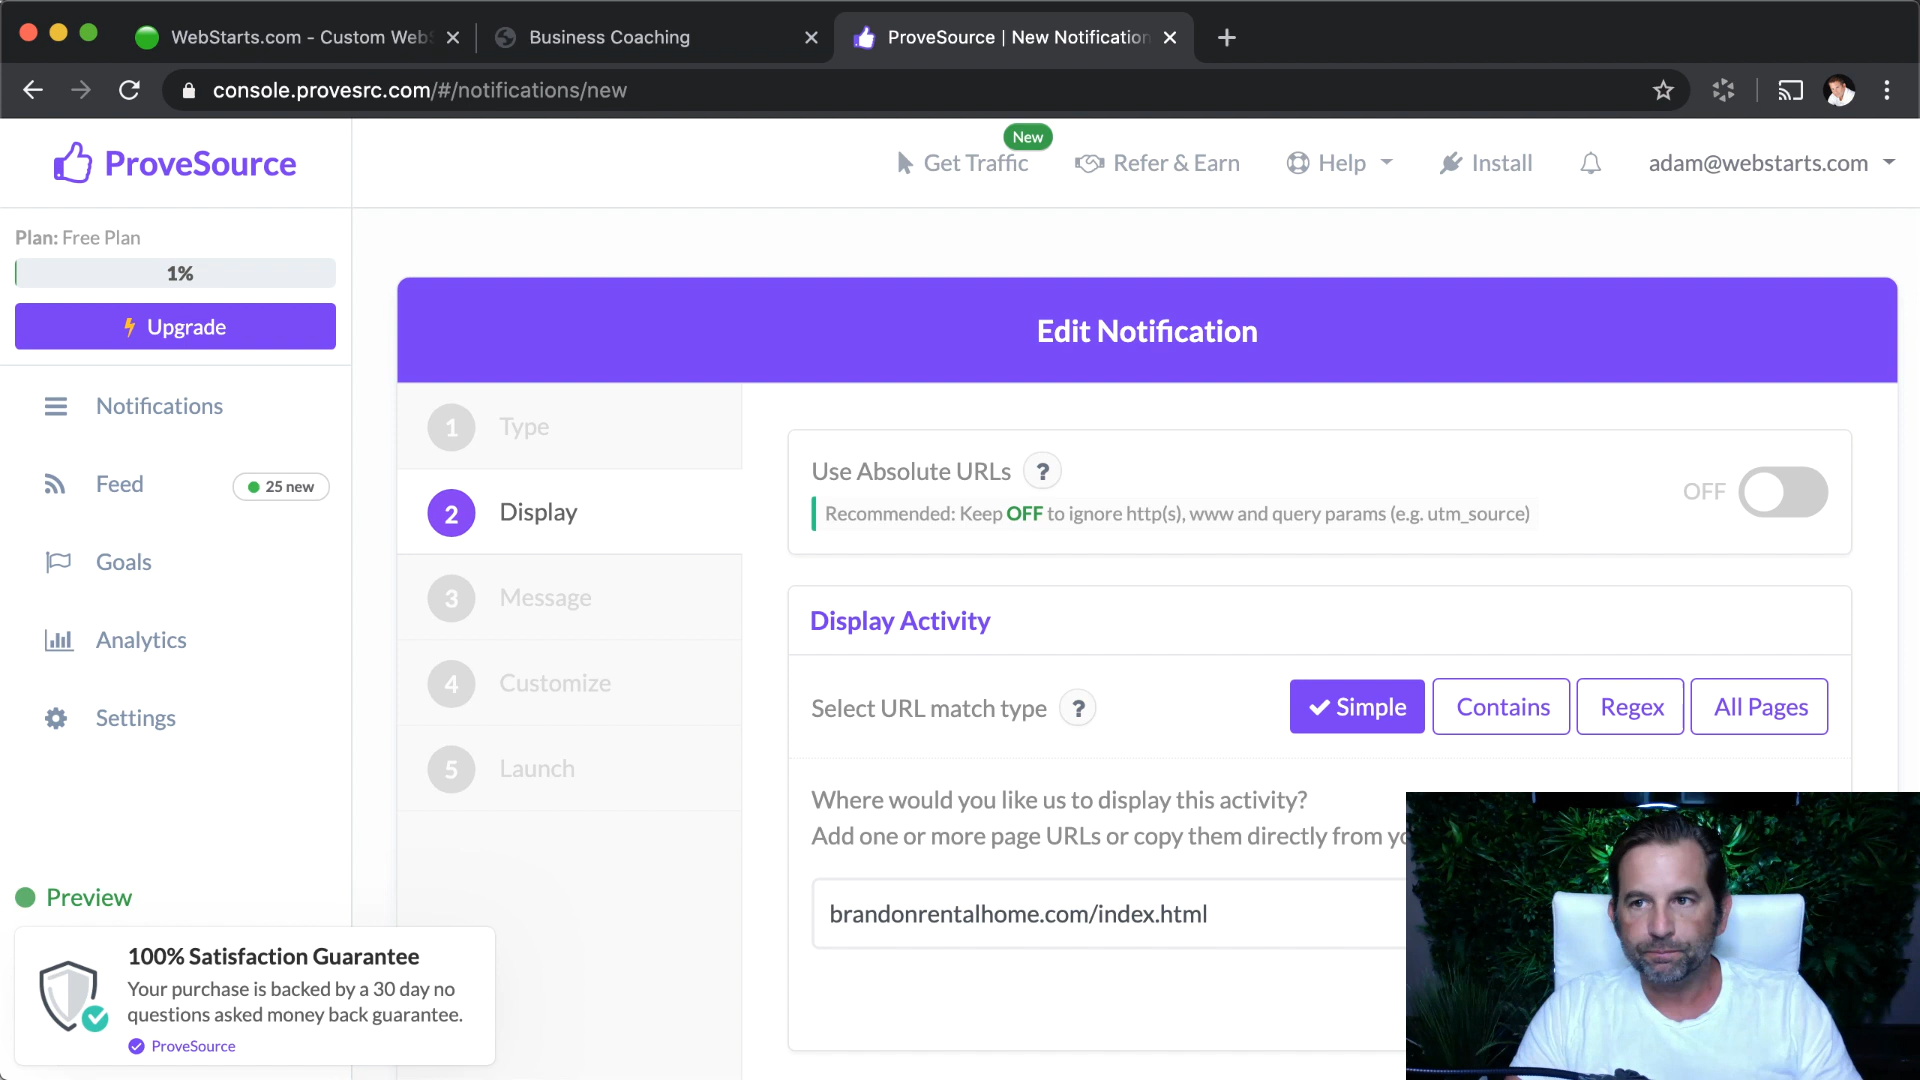 WebStarts.com - Custom Web
Business Coaching
ProveSource | New Notification
console.provesrc.com/#/notifications/new
ProveSource
New
Get Traffic
Refer & Earn
Help
Install
adam@webstarts.com
Plan: Free Plan
1%
Upgrade
Notifications
Feed
25 new
Goals
Analytics
Settings
Edit Notification
1 Type
2 Display
3 Message
4 Customize
5 Launch
Use Absolute URLs ?
OFF
Recommended: Keep OFF to ignore http(s), www and query params (e.g. utm_source)
Display Activity
Select URL match type ?
Simple
Contains
Regex
All Pages
Where would you like us to display this activity?
Add one or more page URLs or copy them directly from
brandonrentalhome.com/index.html
Preview
100% Satisfaction Guarantee
Your purchase is backed by a 30 day no
questions asked money back guarantee.
ProveSource